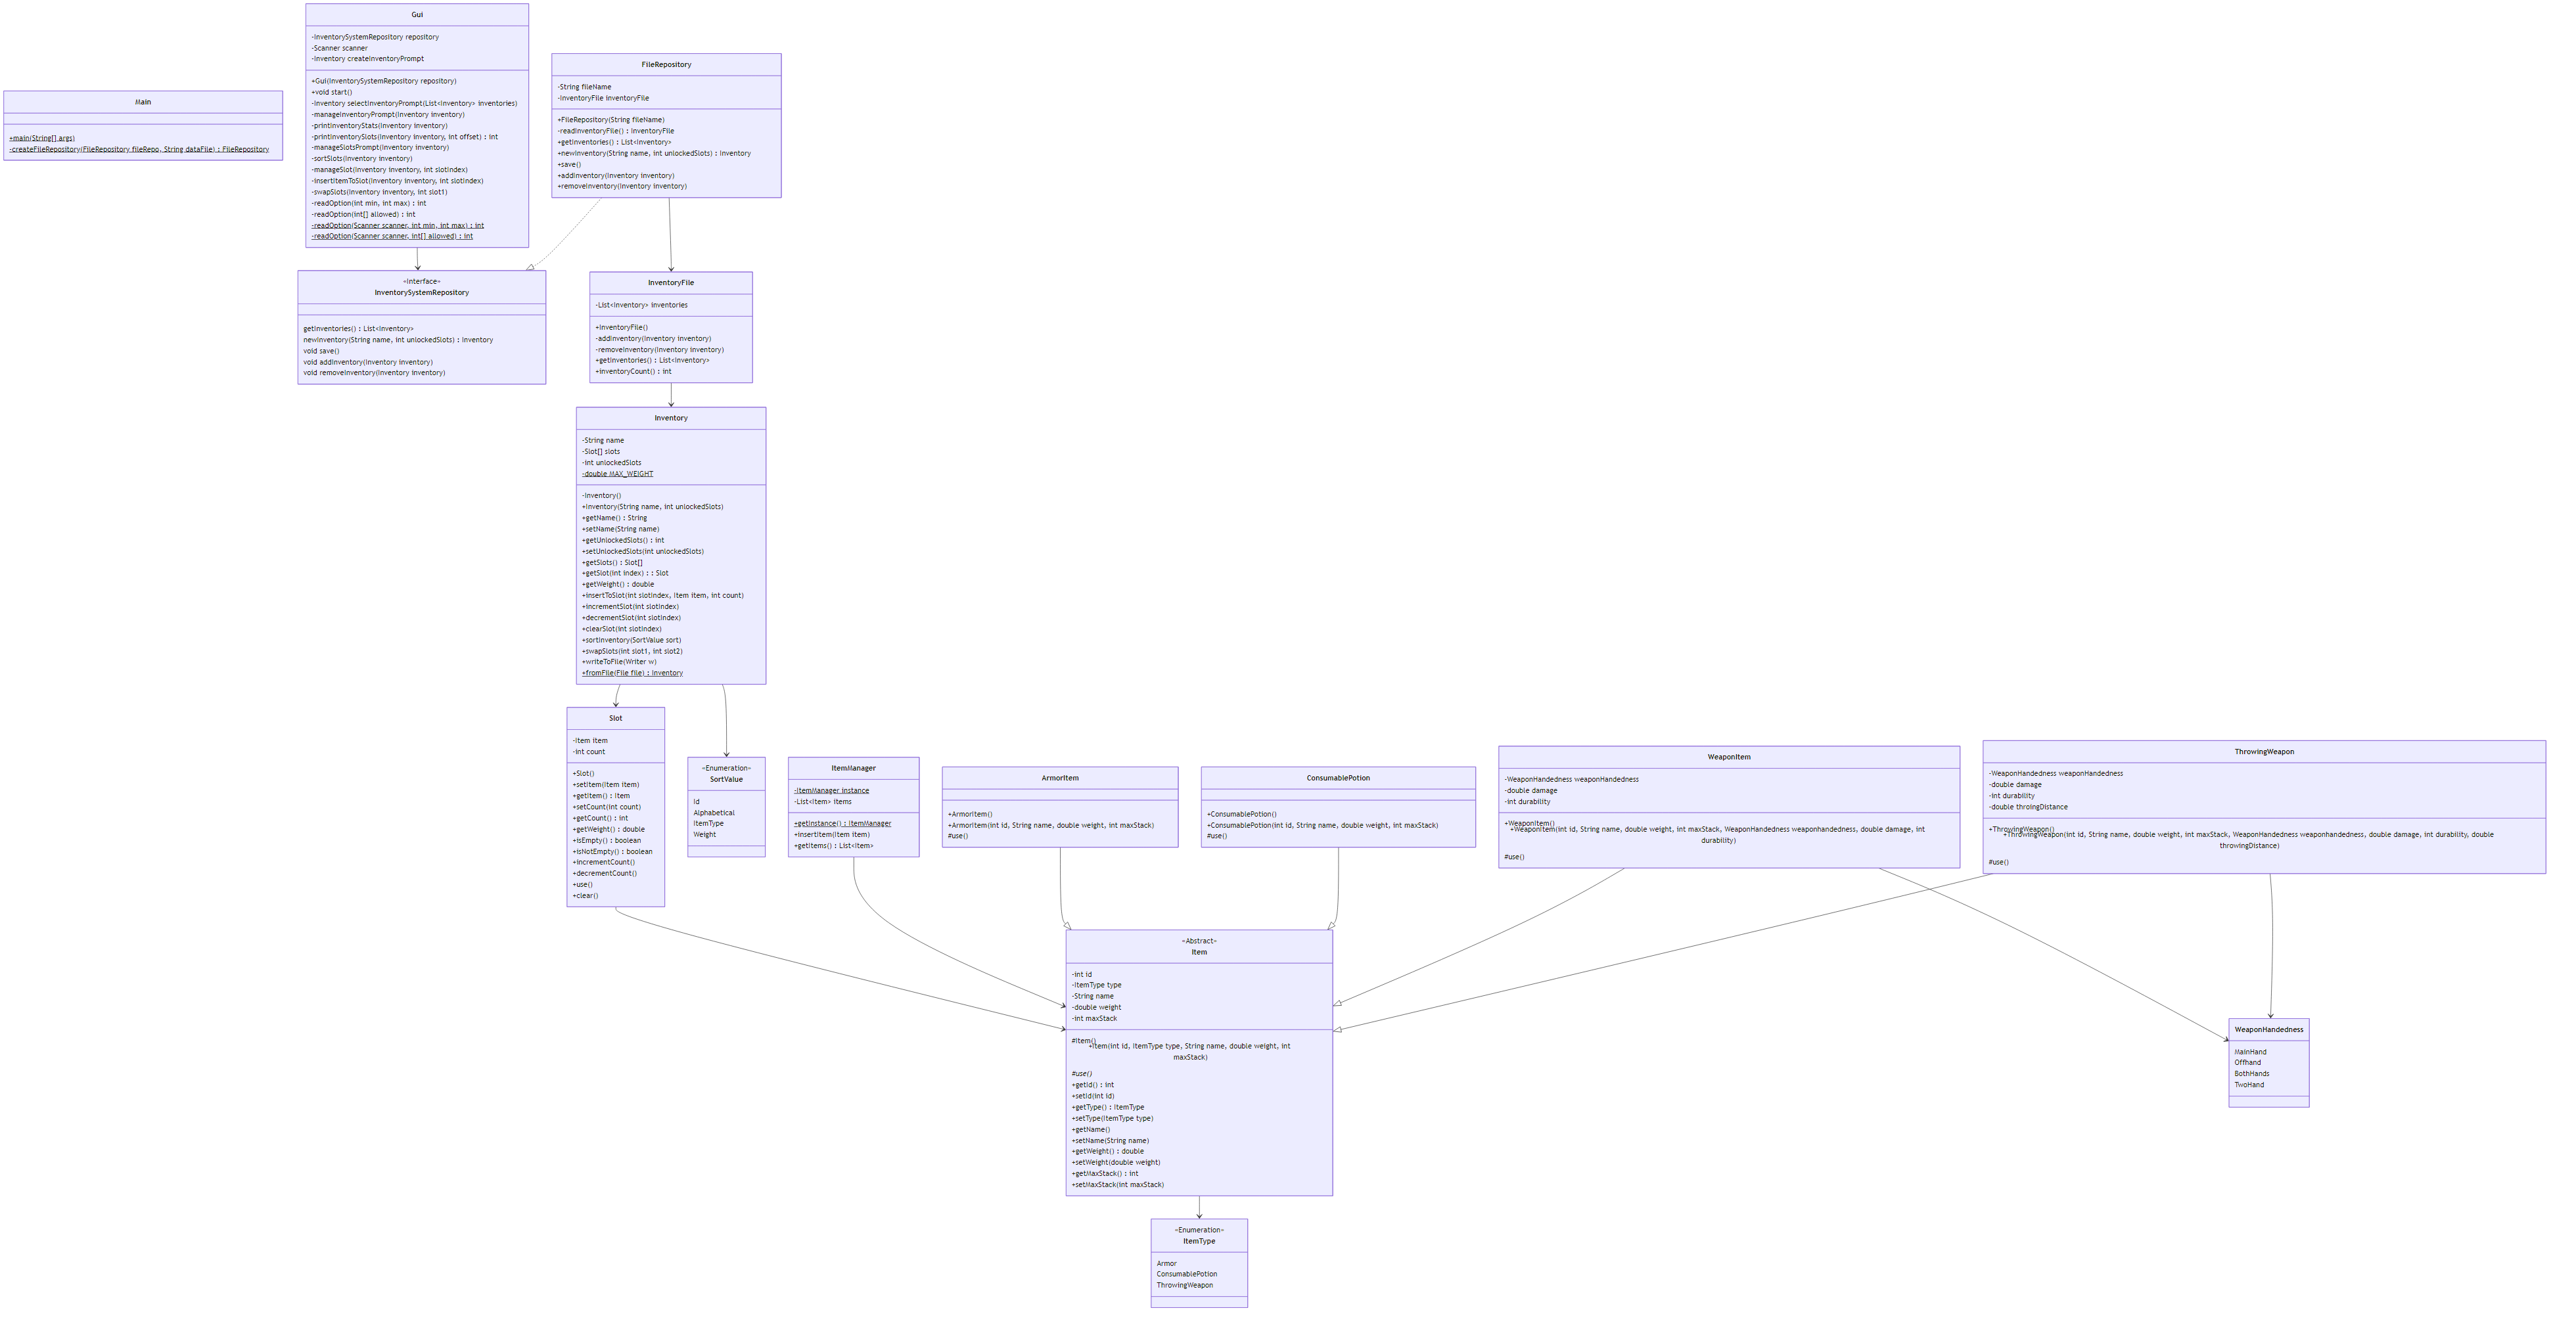 Gui
-InventorySystemRepository repository
-Scanner scanner
-Inventory createInventoryPrompt
+Gui(InventorySystemRepository repository)
+void start()
-Inventory selectInventoryPrompt(List<Inventory> inventories)
-manageInventoryPrompt(Inventory inventory)
-printInventoryStats(Inventory inventory)
-printInventorySlots(Inventory inventory, int offset) : int
-manageSlotsPrompt(Inventory inventory)
-sortSlots(Inventory inventory)
-manageSlot(Inventory inventory, int slotIndex)
-insertItemToSlot(Inventory inventory, int slotIndex)
-swapSlots(Inventory inventory, int slot1)
-readOption(int min, int max) : int
-readOption(int[] allowed) : int
-readOption(Scanner scanner, int min, int max) : int
-readOption(Scanner scanner, int[] allowed) : int
FileRepository
-String fileName
-InventoryFile inventoryFile
+FileRepository(String fileName)
-readInventoryFile() : InventoryFile
+getInventories() : List<Inventory>
+newInventory(String name, int unlockedSlots) : Inventory
+save()
+addInventory(Inventory inventory)
+removeInventory(Inventory inventory)
Main
+main(String[] args)
-createFileRepository(FileRepository fileRepo, String dataFile) : FileRepository
«Interface»
InventorySystemRepository
getInventories() : List<Inventory>
newInventory(String name, int unlockedSlots) : Inventory
void save()
void addInventory(Inventory inventory)
void removeInventory(Inventory inventory)
InventoryFile
-List<Inventory> inventories
+InventoryFile()
-addInventory(Inventory inventory)
-removeInventory(Inventory inventory)
+getInventories() : List<Inventory>
+inventoryCount() : int
Inventory
-String name
-Slot[] slots
-int unlockedSlots
-double MAX_WEIGHT
-Inventory()
+Inventory(String name, int unlockedSlots)
+getName() : String
+setName(String name)
+getUnlockedSlots() : int
+setUnlockedSlots(int unlockedSlots)
+getSlots() : Slot[]
+getSlot(int index) : : Slot
+getWeight() : double
+insertToSlot(int slotIndex, Item item, int count)
+incrementSlot(int slotIndex)
+decrementSlot(int slotIndex)
+clearSlot(int slotIndex)
+sortInventory(SortValue sort)
+swapSlots(int slot1, int slot2)
+writeToFile(Writer w)
+fromFile(File file) : Inventory
Slot
-Item item
-int count
+Slot()
+setItem(Item item)
+getItem() : Item
+setCount(int count)
+getCount() : int
+getWeight() : double
+isEmpty() : boolean
+isNotEmpty() : boolean
+incrementCount()
+decrementCount()
+use()
+clear()
«Enumeration»
SortValue
Id
Alphabetical
ItemType
Weight
ItemManager
-ItemManager instance
-List<Item> items
+getInstance() : ItemManager
+insertItem(Item item)
+getItems() : List<Item>
ArmorItem
+ArmorItem()
+ArmorItem(int id, String name, double weight, int maxStack)
#use()
ConsumablePotion
+ConsumablePotion()
+ConsumablePotion(int id, String name, double weight, int maxStack)
#use()
WeaponItem
-WeaponHandedness weaponHandedness
-double damage
-int durability
+WeaponItem()
+WeaponItem(int id, String name, double weight, int maxStack, WeaponHandedness weaponhandedness, double damage, int
durability)
#use()
ThrowingWeapon
-WeaponHandedness weaponHandedness
-double damage
-int durability
-double throingDistance
+ThrowingWeapon()
+ThrowingWeapon(int id, String name, double weight, int maxStack, WeaponHandedness weaponhandedness, double damage, int durability, double
throwingDistance)
#use()
«Abstract»
Item
-int id
-ItemType type
-String name
-double weight
-int maxStack
#Item()
+Item(int id, ItemType type, String name, double weight, int
maxStack)
#use()
+getId() : int
+setId(int id)
+getType() : ItemType
+setType(ItemType type)
+getName()
+setName(String name)
+getWeight() : double
+setWeight(double weight)
+getMaxStack() : int
+setMaxStack(int maxStack)
WeaponHandedness
MainHand
Offhand
BothHands
TwoHand
«Enumeration»
ItemType
Armor
ConsumablePotion
ThrowingWeapon